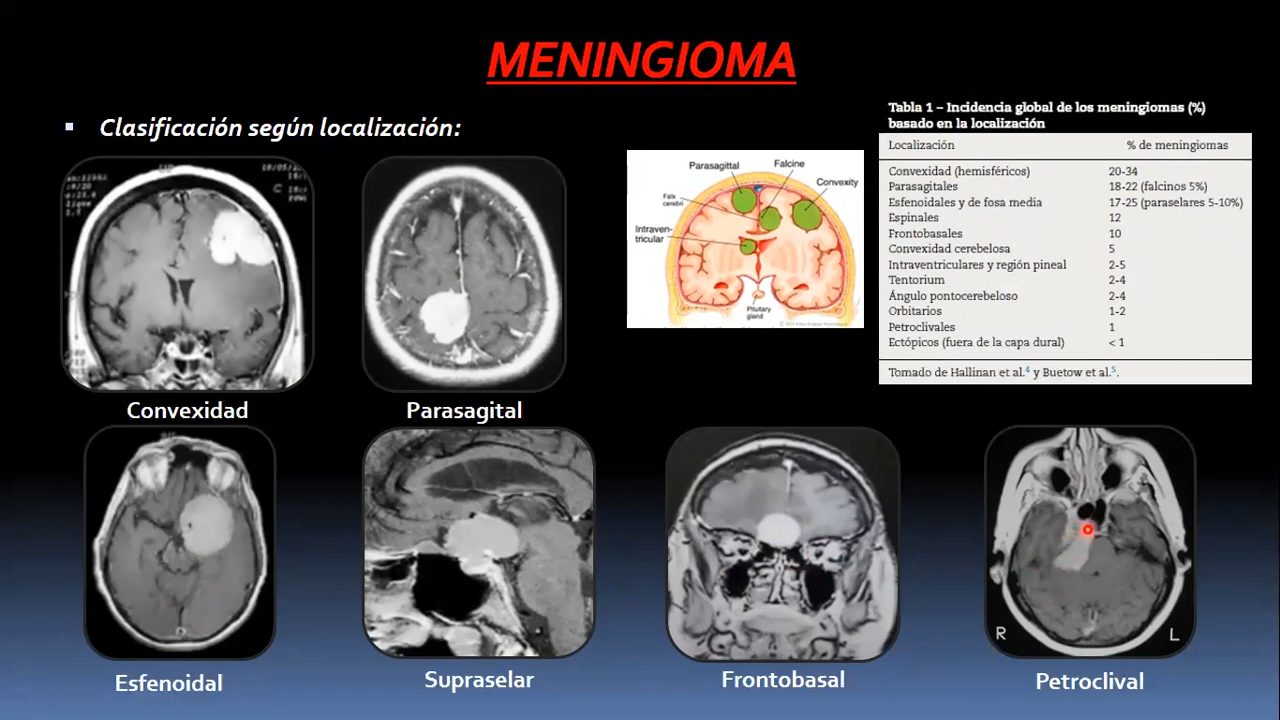 MENINGIOMA
▪ Clasificación según localización:
Convexidad
Parasagital
Parasagittal
Falcine
Convexity
Falx
cerebri
Intraven-
tricular
Pituitary
gland
Tabla 1 – Incidencia global de los meningiomas (%)
basado en la localización
Localización % de meningiomas
Convexidad (hemisféricos) 20-34
Parasagitales 18-22 (falcinos 5%)
Esfenoidales y de fosa media 17-25 (paraselares 5-10%)
Espinales 12
Frontobasales 10
Convexidad cerebelosa 5
Intraventriculares y región pineal 2-5
Tentorium 2-4
Ángulo pontocerebeloso 2-4
Orbitarios 1-2
Petroclivales 1
Ectópicos (fuera de la capa dural) < 1
Tomado de Hallinan et al.4 y Buetow et al.5.
R
L
Esfenoidal
Supraselar
Frontobasal
Petroclival